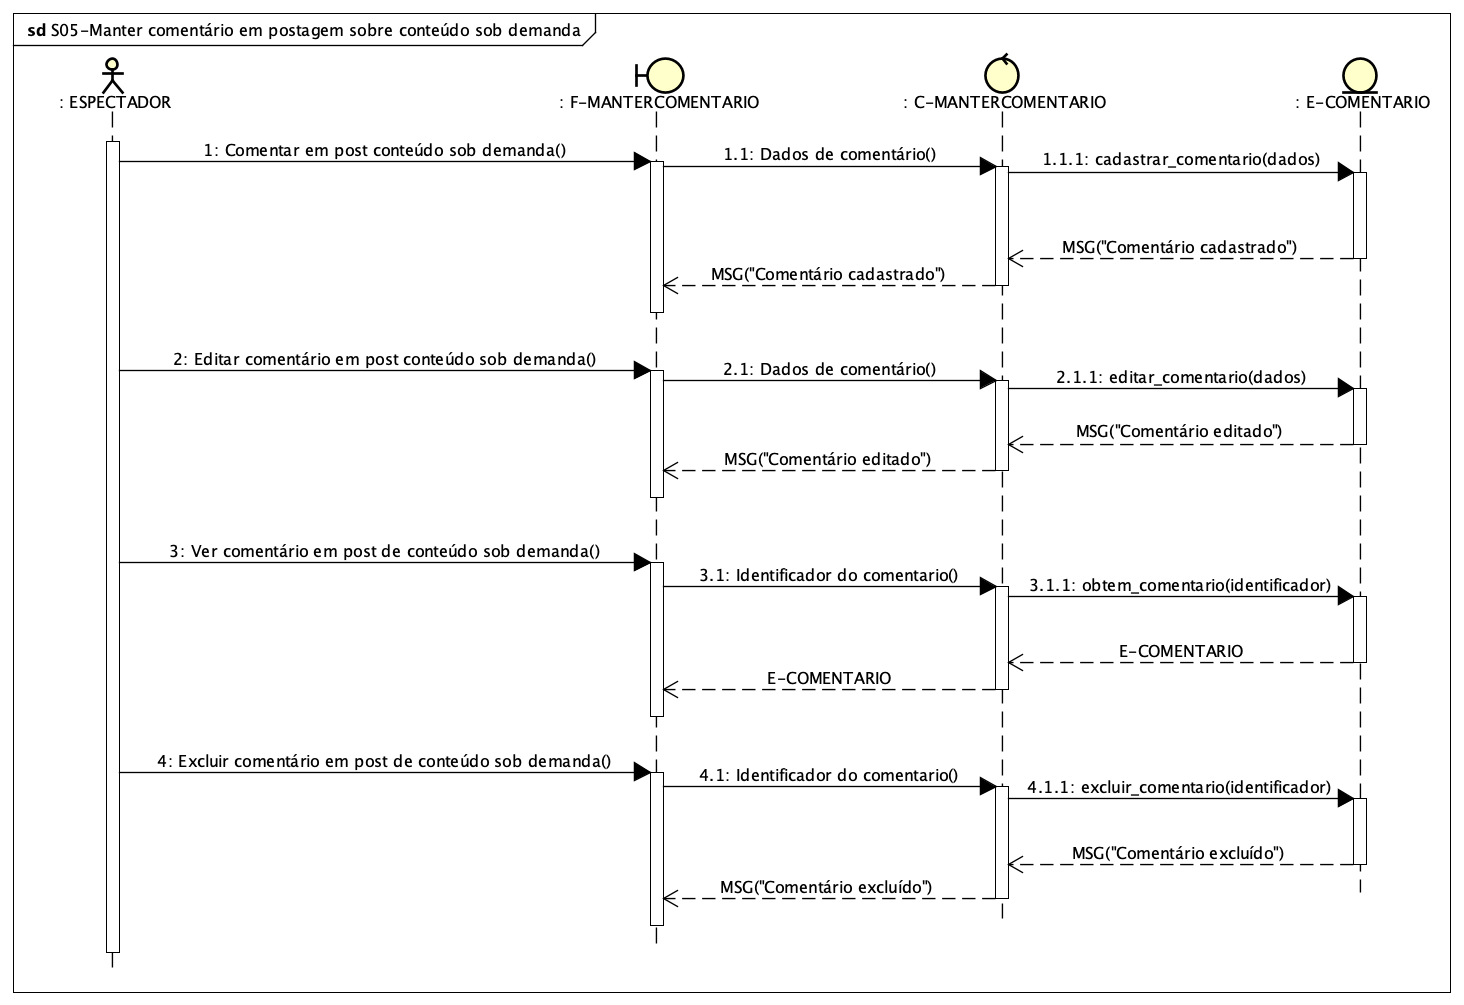 sd S05-Manter comentário em postagem sobre conteúdo sob demanda
: ESPECTADOR
: F-MANTERCOMENTARIO
: C-MANTERCOMENTARIO
: E-COMENTARIO
1: Comentar em post conteúdo sob demanda()
1.1: Dados de comentário()
1.1.1: cadastrar_comentario(dados)
MSG("Comentário cadastrado")
MSG("Comentário cadastrado")
2: Editar comentário em post conteúdo sob demanda()
2.1: Dados de comentário()
2.1.1: editar_comentario(dados)
MSG("Comentário editado")
MSG("Comentário editado")
3: Ver comentário em post de conteúdo sob demanda()
3.1: Identificador do comentario()
3.1.1: obtem_comentario(identificador)
E-COMENTARIO
E-COMENTARIO
4: Excluir comentário em post de conteúdo sob demanda()
4.1: Identificador do comentario()
4.1.1: excluir_comentario(identificador)
MSG("Comentário excluído")
MSG("Comentário excluído")